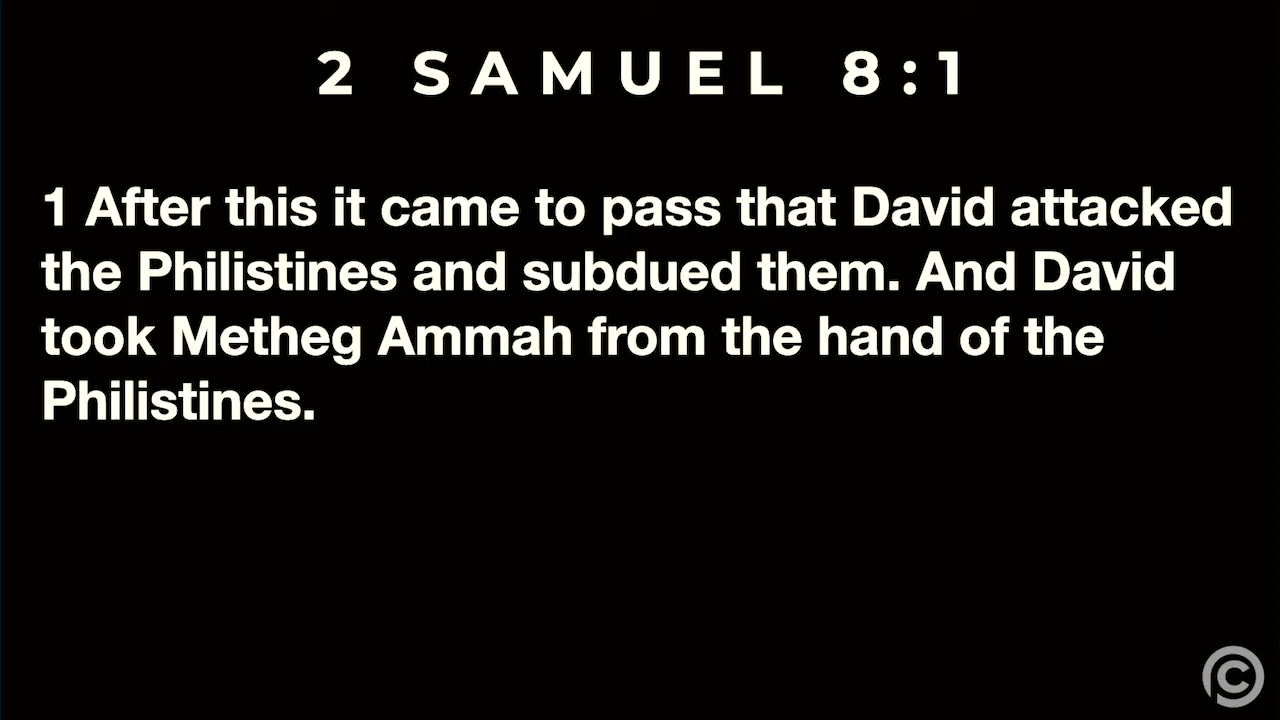 2 SAMUEL 8:1
1 After this it came to pass that David attacked
the Philistines and subdued them. And David
took Metheg Ammah from the hand of the
Philistines.